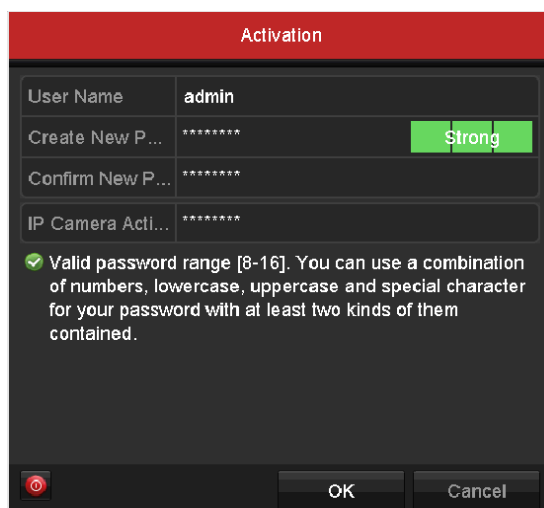 Activation
User Name admin
Create New P... ******** Strong
Confirm New P... ********
IP Camera Acti... ********
Valid password range [8-16]. You can use a combination
of numbers, lowercase, uppercase and special character
for your password with at least two kinds of them
contained.
OK Cancel